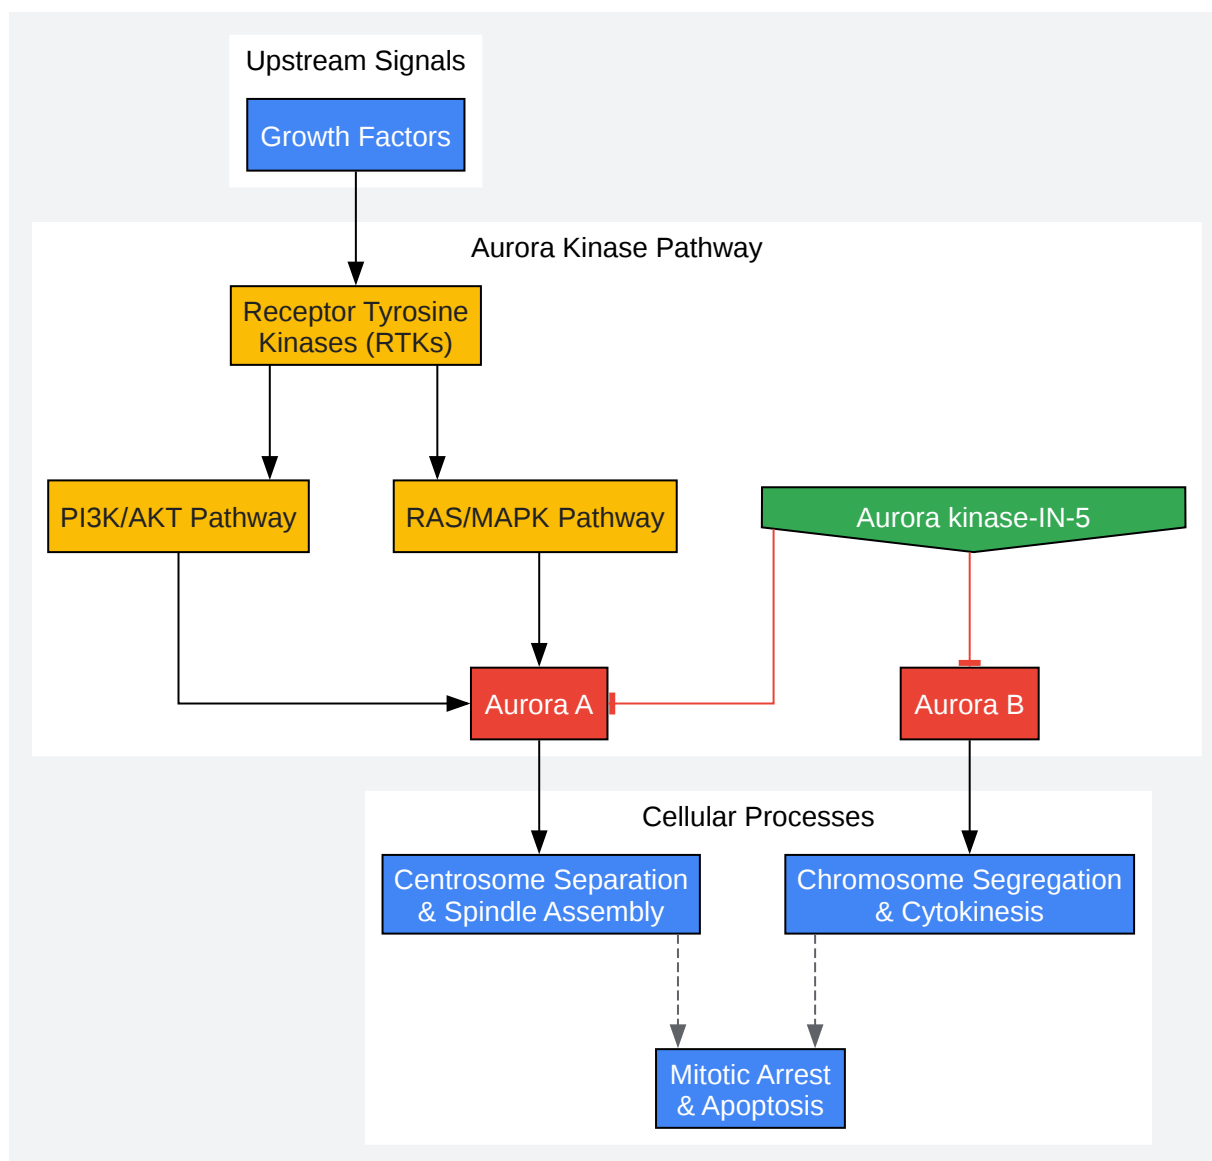 Upstream Signals
Growth Factors
Aurora Kinase Pathway
Receptor Tyrosine
Kinases (RTKs)
PI3K/AKT Pathway
RAS/MAPK Pathway
Aurora kinase-IN-5
Aurora A
Aurora B
Cellular Processes
Centrosome Separation
& Spindle Assembly
Chromosome Segregation
& Cytokinesis
Mitotic Arrest
& Apoptosis